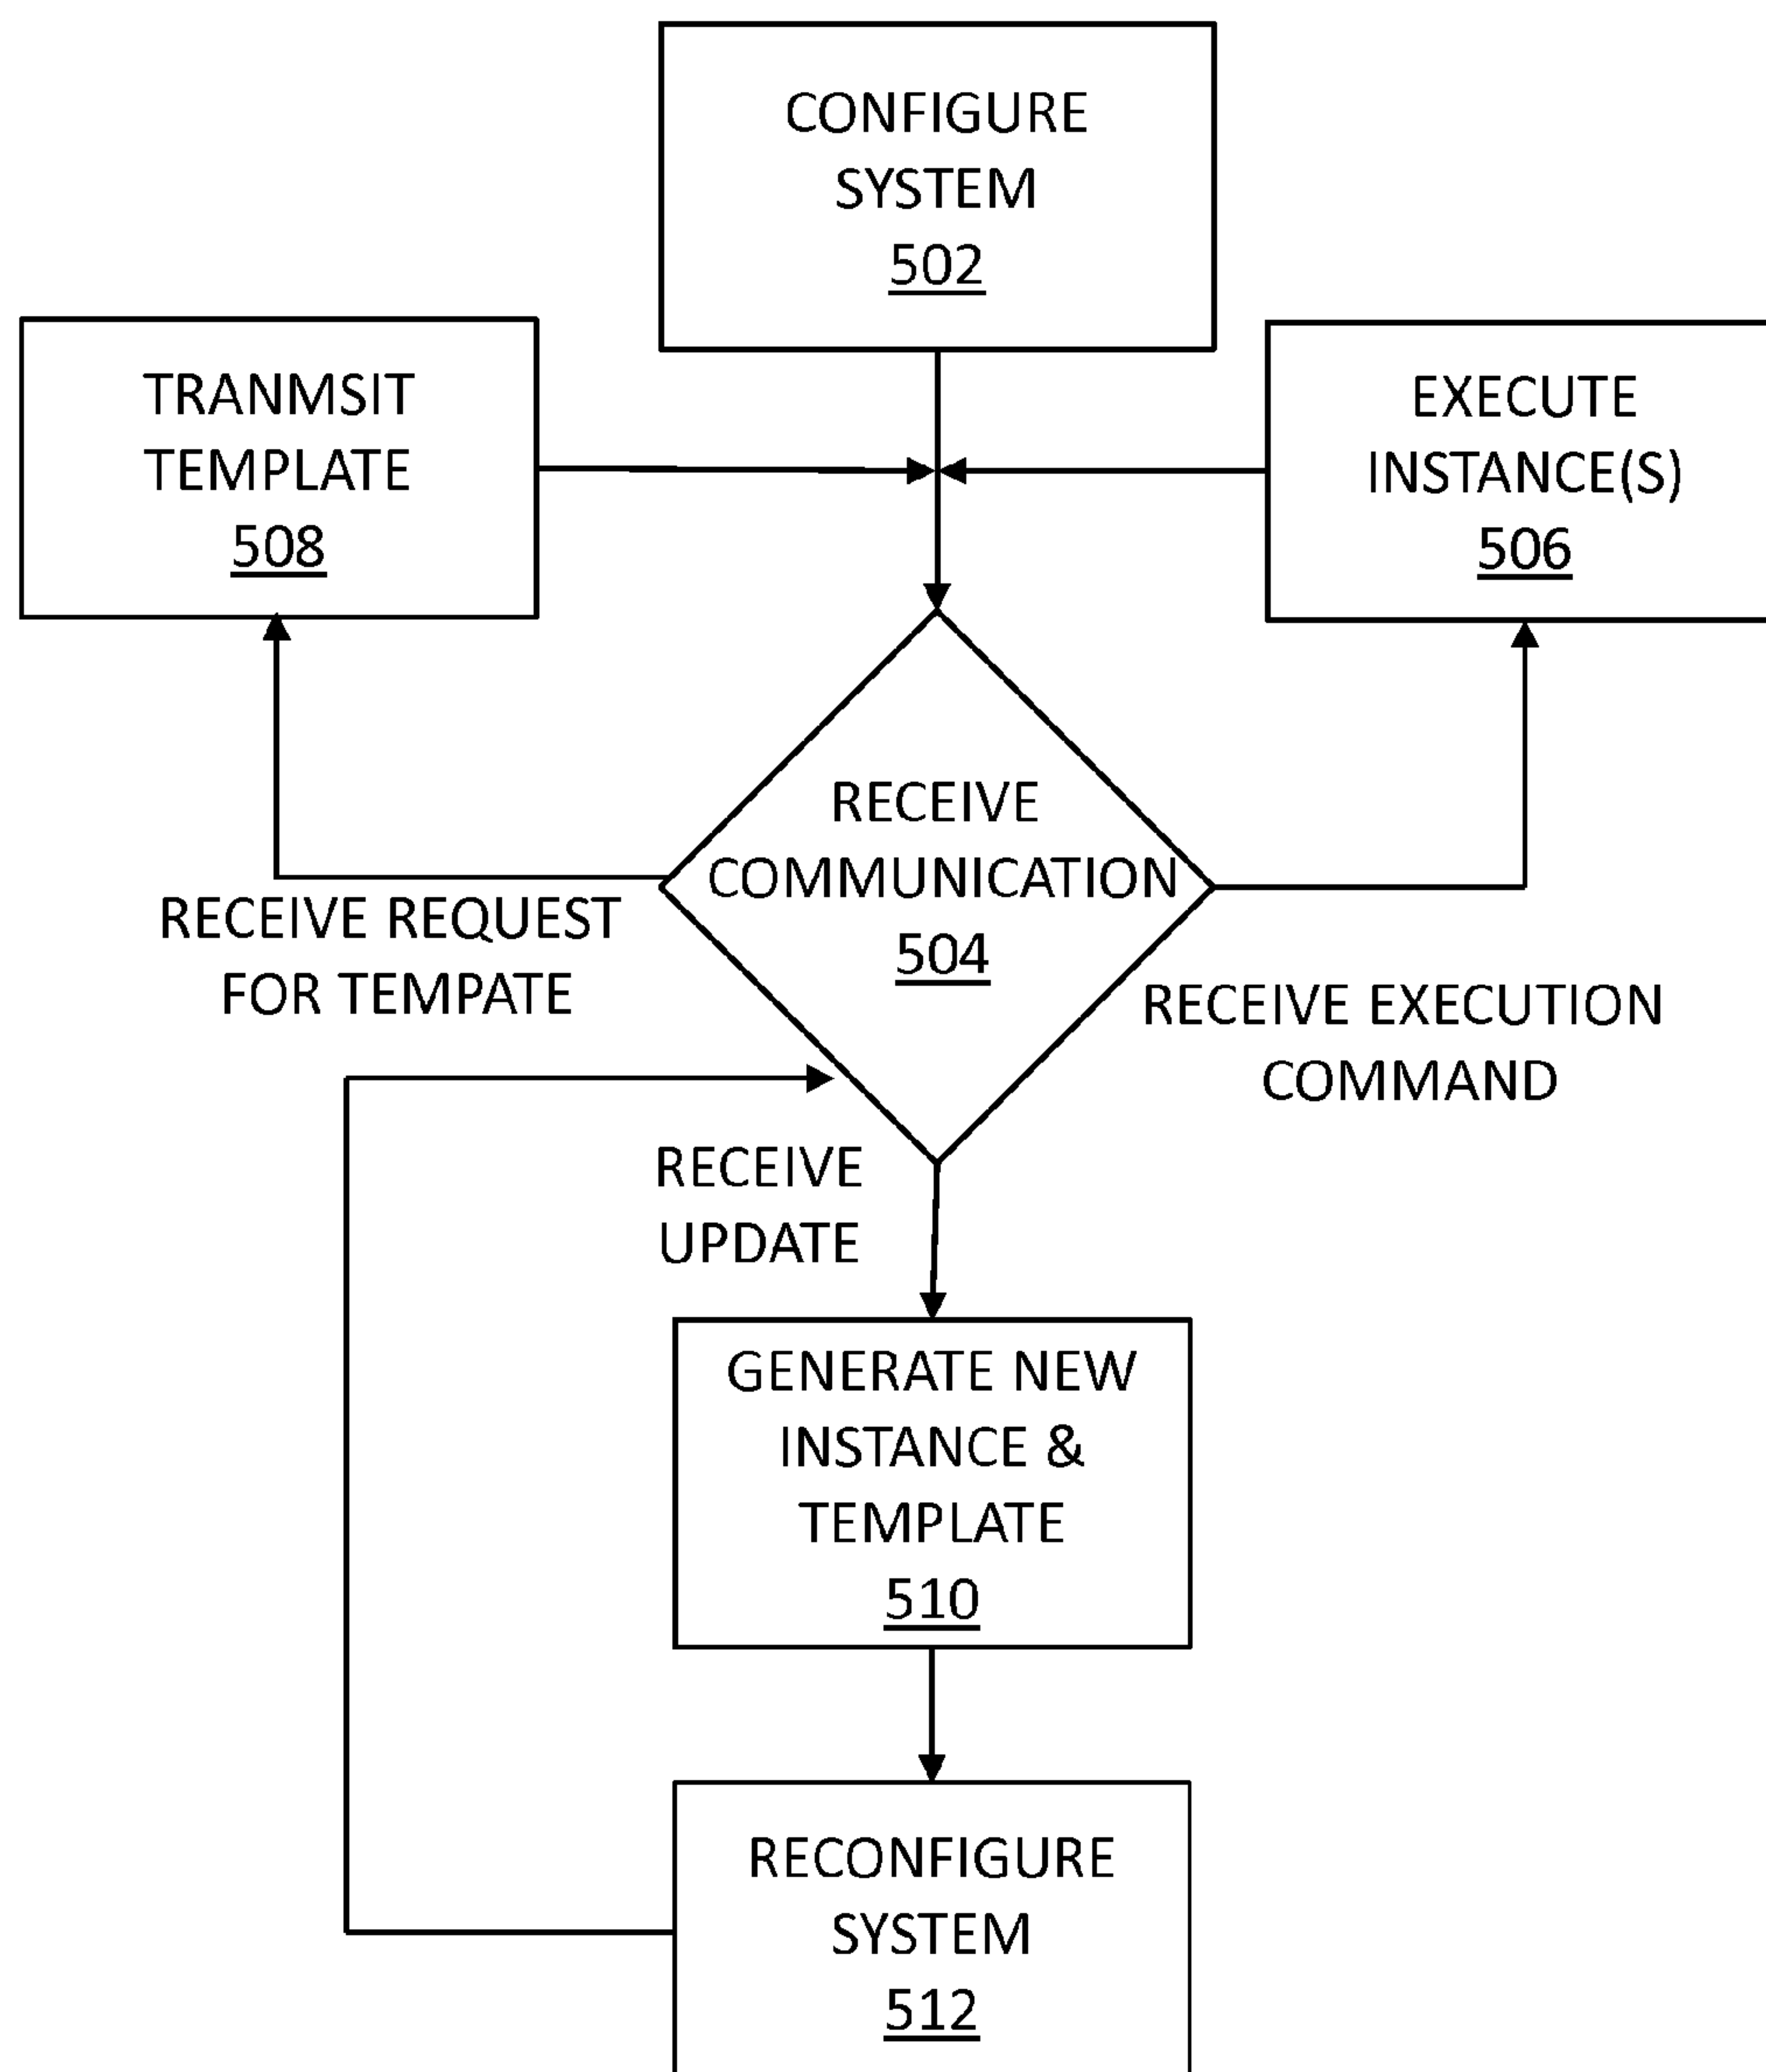 CONFIGURE
SYSTEM
502
TRANMSIT
TEMPLATE
508
EXECUTE
INSTANCE(S)
506
RECEIVE
COMMUNICATION
504
RECEIVE REQUEST
FOR TEMPATE
RECEIVE EXECUTION
COMMAND
RECEIVE
UPDATE
GENERATE NEW
INSTANCE &
TEMPLATE
510
RECONFIGURE
SYSTEM
512